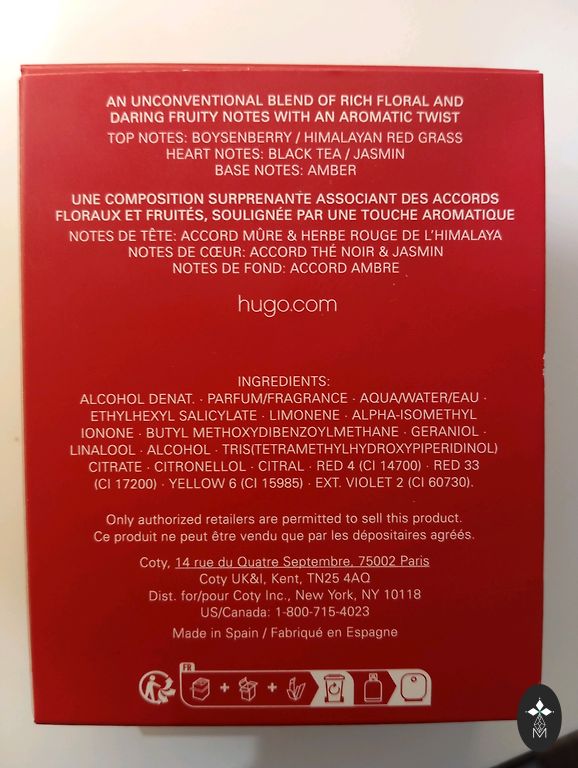 AN UNCONVENTIONAL BLEND OF RICH FLORAL AND
DARING FRUITY NOTES WITH AN AROMATIC TWIST
TOP NOTES: BOYSENBERRY / HIMALAYAN RED GRASS
HEART NOTES: BLACK TEA / JASMIN
BASE NOTES: AMBER
UNE COMPOSITION SURPRENANTE ASSOCIANT DES ACCORDS
FLORAUX ET FRUITÉS, SOULIGNÉE PAR UNE TOUCHE AROMATIQUE
NOTES DE TÊTE: ACCORD MÛRE & HERBE ROUGE DE L'HIMALAYA
NOTES DE CŒUR: ACCORD THÉ NOIR & JASMIN
NOTES DE FOND: ACCORD AMBRE
hugo.com
INGREDIENTS:
ALCOHOL DENAT. · PARFUM/FRAGRANCE · AQUA/WATER/EAU ·
ETHYLHEXYL SALICYLATE · LIMONENE · ALPHA-ISOMETHYL
IONONE · BUTYL METHOXYDIBENZOYLMETHANE · GERANIOL ·
LINALOOL · ALCOHOL · TRIS(TETRAMETHYLHYDROXYPIPERIDINOL)
CITRATE · CITRONELLOL · CITRAL · RED 4 (CI 14700) · RED 33
(CI 17200) · YELLOW 6 (CI 15985) · EXT. VIOLET 2 (CI 60730).
Only authorized retailers are permitted to sell this product.
Ce produit ne peut être vendu que par les dépositaires agréés.
Coty, 14 rue du Quatre Septembre, 75002 Paris
Coty UK&I, Kent, TN25 4AQ
Dist. for/pour Coty Inc., New York, NY 10118
US/Canada: 1-800-715-4023
Made in Spain / Fabriqué en Espagne
FR
M